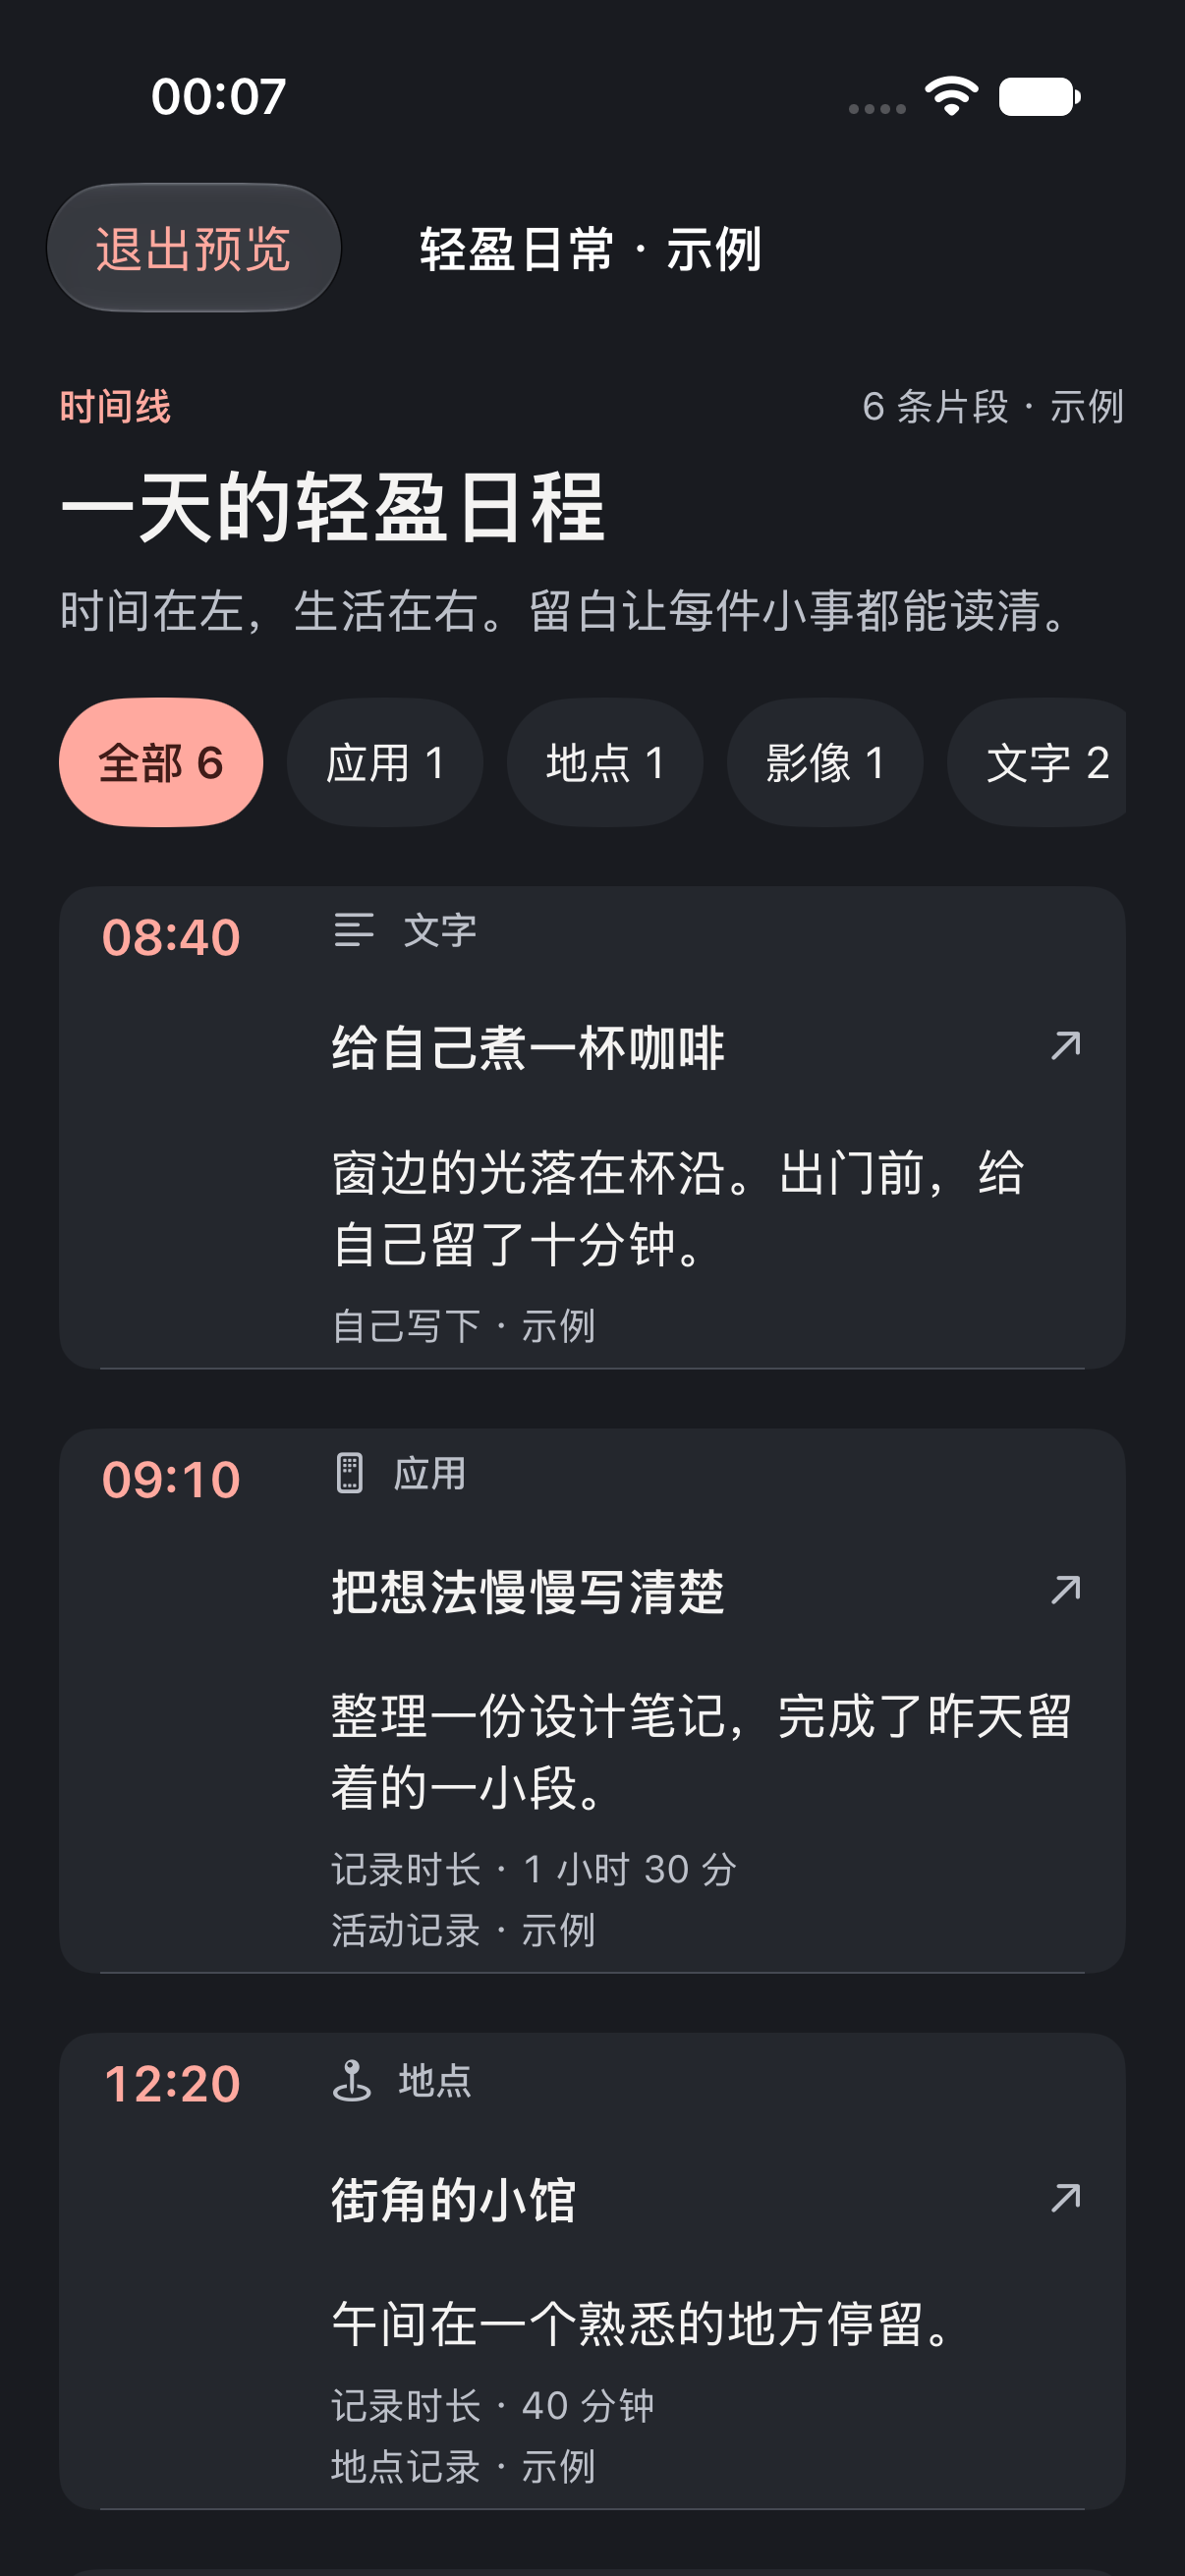 00:07
退出预览
轻盈日常 · 示例
时间线
6 条片段 · 示例
一天的轻盈日程
时间在左，生活在右。留白让每件小事都能读清。
全部 6
应用 1
地点 1
影像 1
文字 2
08:40
文字
给自己煮一杯咖啡
窗边的光落在杯沿。出门前，给
自己留了十分钟。
自己写下 · 示例
09:10
应用
把想法慢慢写清楚
整理一份设计笔记，完成了昨天留
着的一小段。
记录时长 · 1 小时 30 分
活动记录 · 示例
12:20
地点
街角的小馆
午间在一个熟悉的地方停留。
记录时长 · 40 分钟
地点记录 · 示例